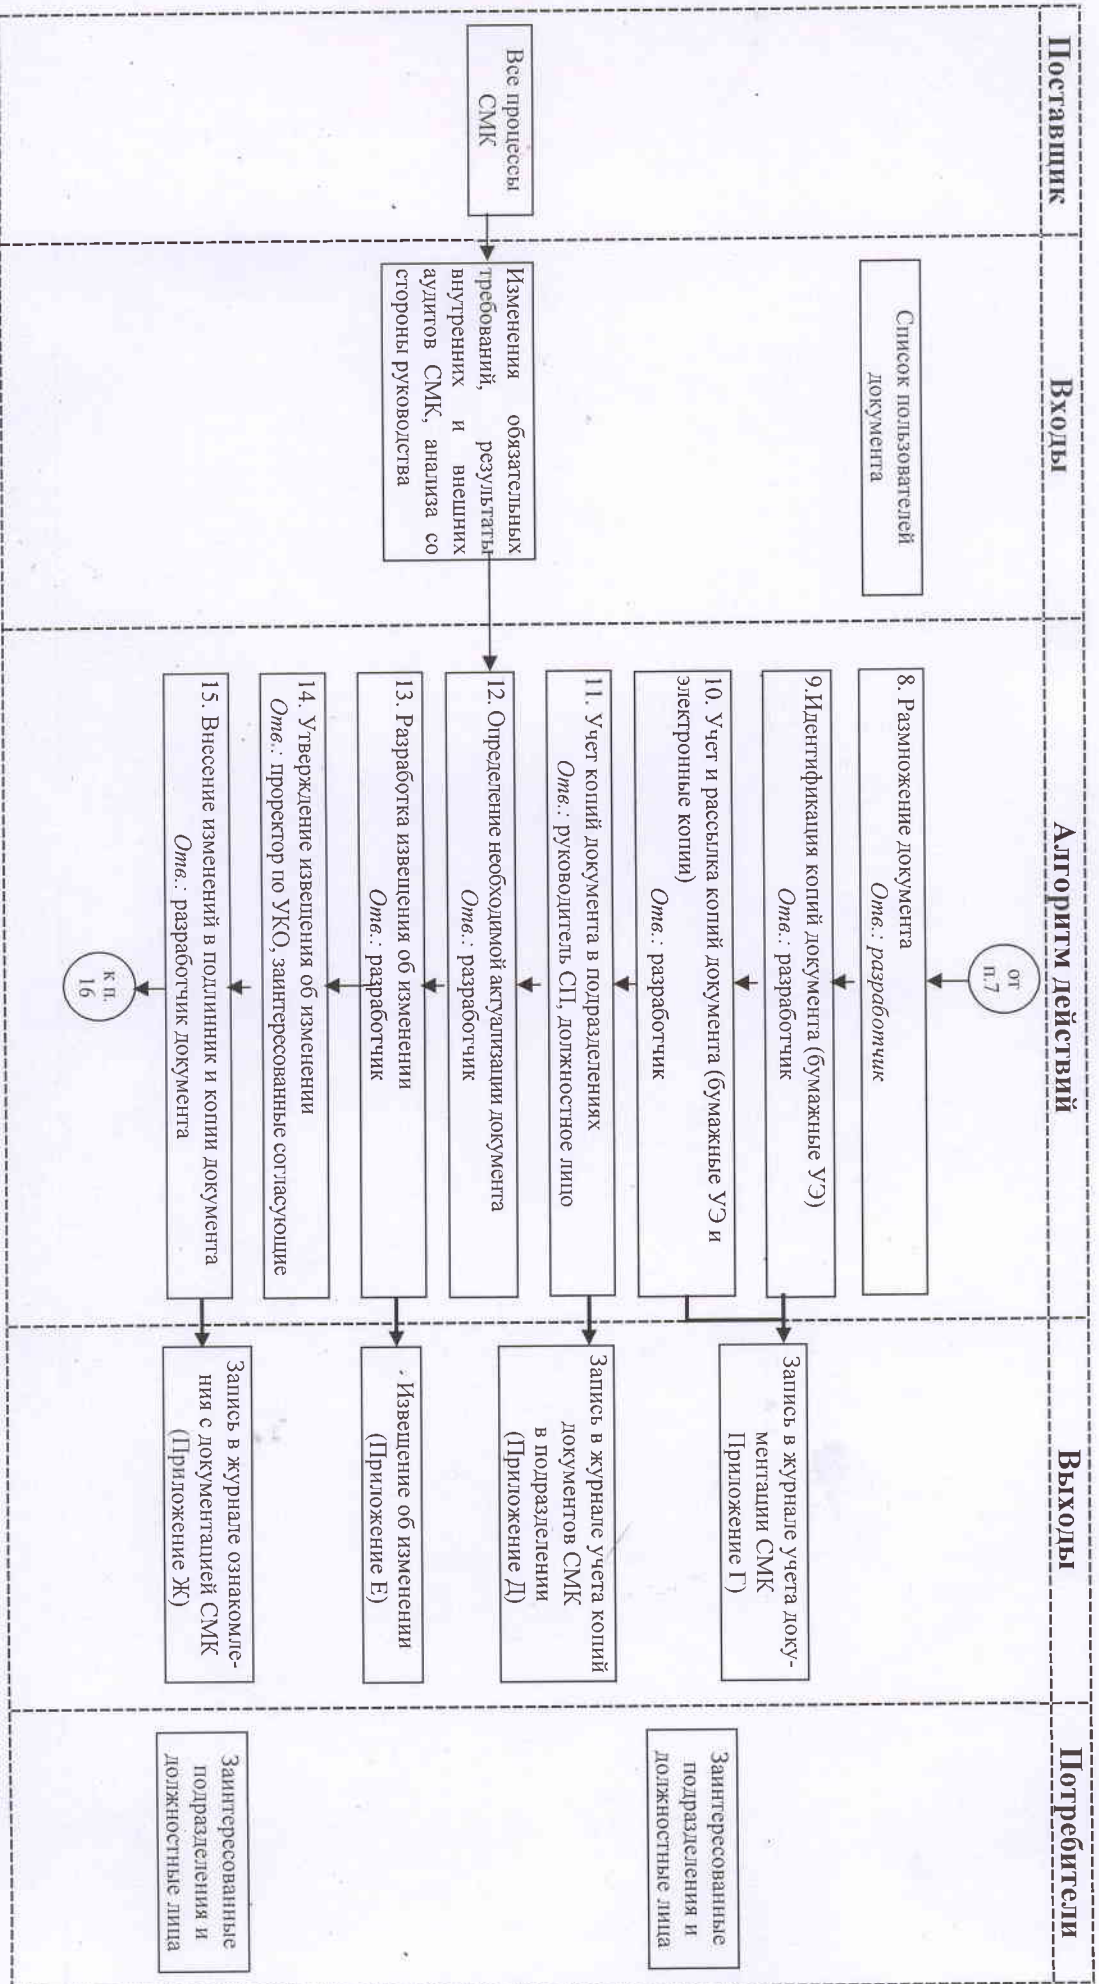 Поставщик
Входы
Алгоритм действий
Выходы
Потребители
Все процессы
СМК
Список пользователей
документа
Изменения обязательных
требований, результаты
внутренних и внешних
аудитов СМК, анализа со
стороны руководства
от
п.7
8. Размножение документа
Отв.: разработчик
9.Идентификация копий документа (бумажные УЭ)
Отв.: разработчик
10. Учет и рассылка копий документа (бумажные УЭ и
электронные копии)
Отв.: разработчик
11. Учет копий документа в подразделениях
Отв.: руководитель СП, должностное лицо
12. Определение необходимой актуализации документа
Отв.: разработчик
13. Разработка извещения об изменении
Отв.: разработчик
14. Утверждение извещения об изменении
Отв.: проректор по УКО, заинтересованные согласующие
15. Внесение изменений в подлинник и копии документа
Отв.: разработчик документа
к п.
16
Запись в журнале учета доку-
ментации СМК
Приложение Г)
Запись в журнале учета копий
документов СМК
в подразделении
(Приложение Д)
Извещение об изменении
(Приложение Е)
Запись в журнале ознакомле-
ния с документацией СМК
(Приложение Ж)
Заинтересованные
подразделения и
должностные лица
Заинтересованные
подразделения и
должностные лица